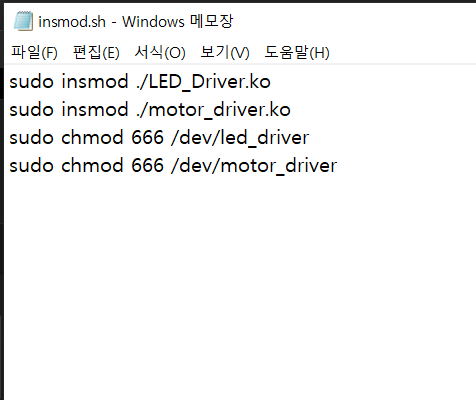 insmod.sh - Windows 메모장
파일(F) 편집(E) 서식(O) 보기(V) 도움말(H)
sudo insmod ./LED_Driver.ko
sudo insmod ./motor_driver.ko
sudo chmod 666 /dev/led_driver
sudo chmod 666 /dev/motor_driver